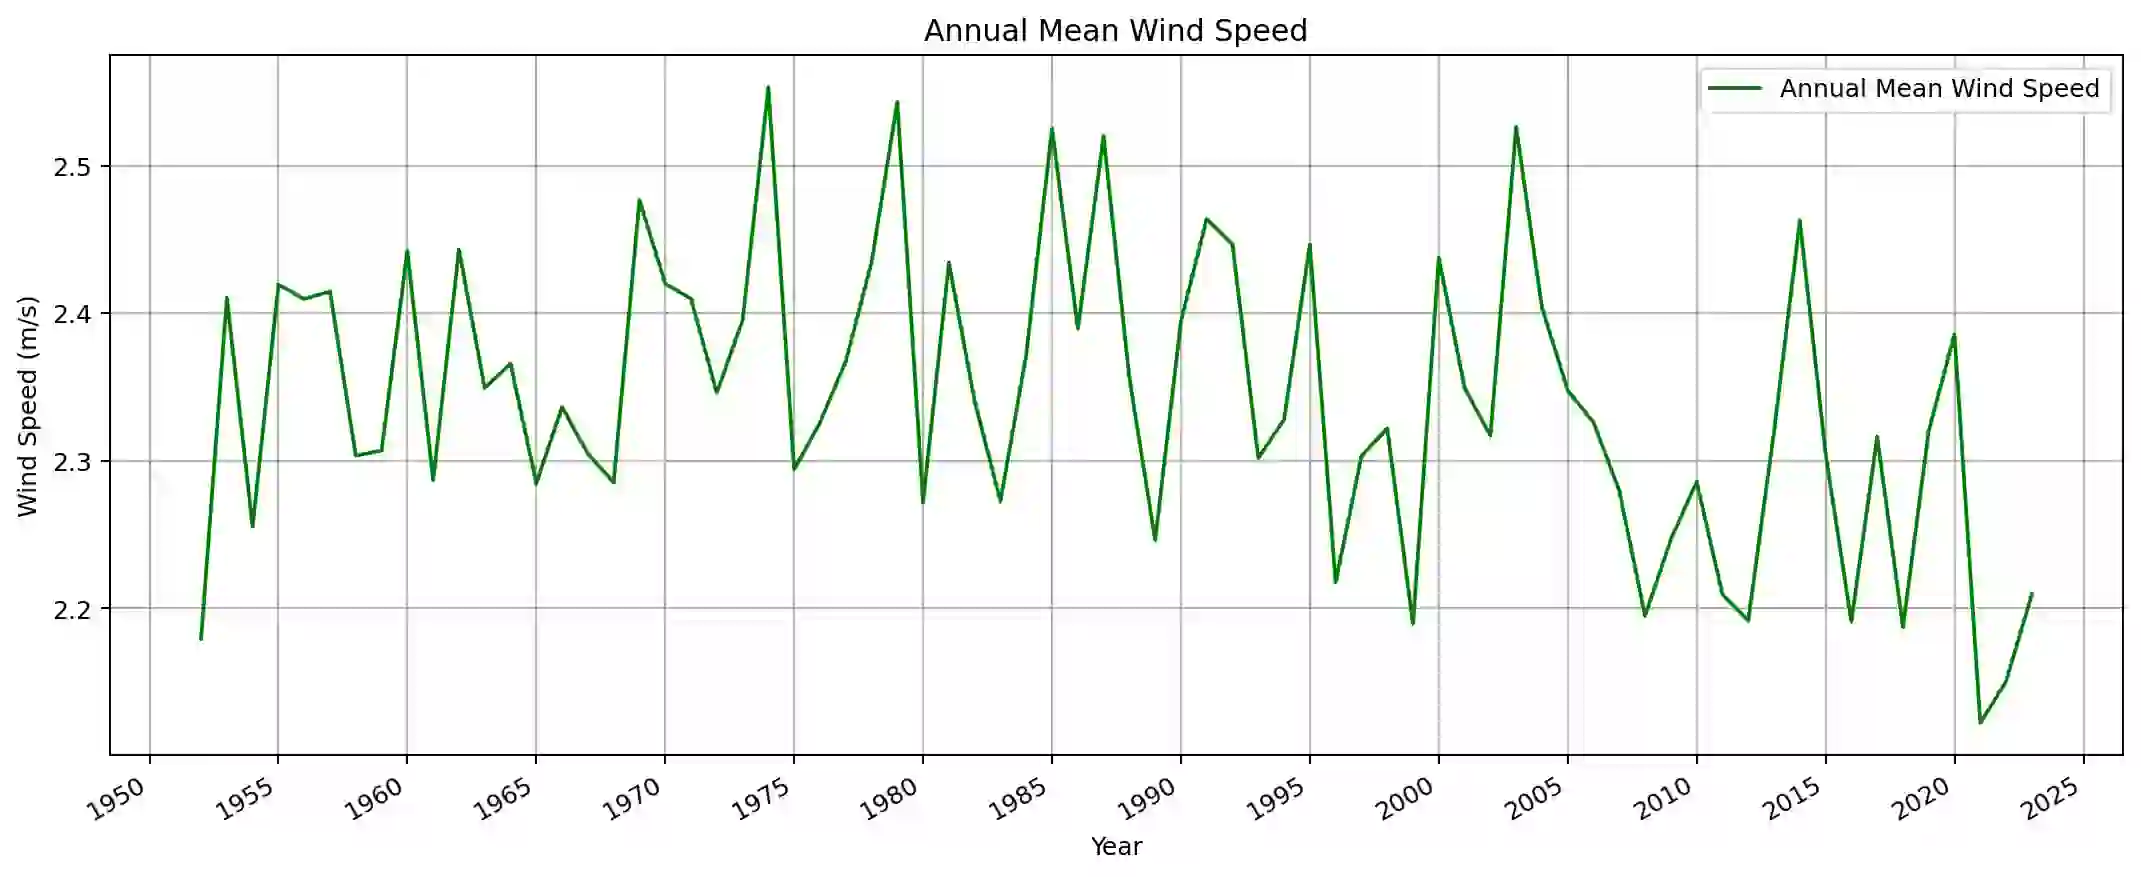 Annual Mean Wind Speed
Annual Mean Wind Speed
Wind Speed (m/s)
2.5
2.4
2.3
2.2
1950 1955 1960 1965 1970 1975 1980 1985 1990 1995 2000 2005 2010 2015 2020 2025
Year